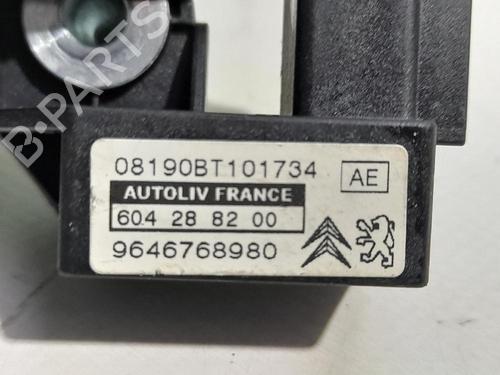 B-PARTS
08190BT101734
AE
AUTOLIV FRANCE
604 28 82 00
9646768980